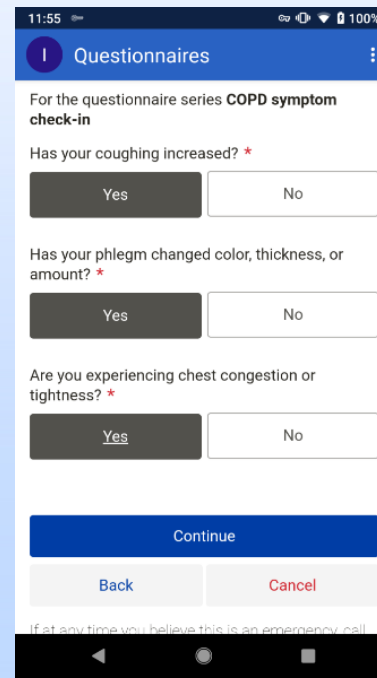 11:55
100%
I
Questionnaires
For the questionnaire series COPD symptom
check-in
Has your coughing increased? *
Yes
No
Has your phlegm changed color, thickness, or
amount? *
Yes
No
Are you experiencing chest congestion or
tightness? *
Yes
No
Continue
Back
Cancel
If at any time you believe this is an emergency, call